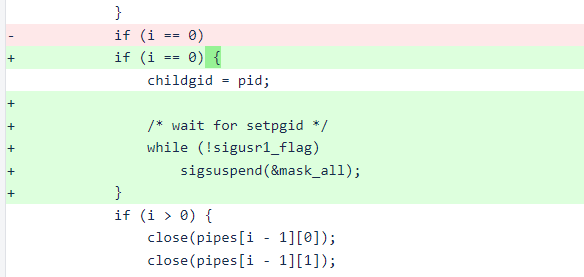 }
- if (i == 0)
+ if (i == 0) {
childgid = pid;
+
+ /* wait for setpgid */
+ while (!sigusr1_flag)
+ sigsuspend(&mask_all);
+ }
if (i > 0) {
close(pipes[i - 1][0]);
close(pipes[i - 1][1]);